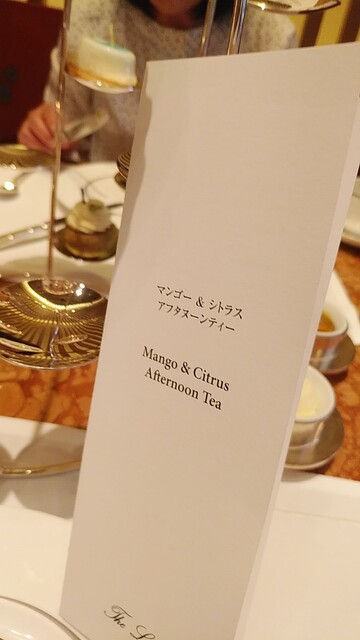 マンゴー & シトラス
アフタヌーンティー
Mango & Citrus
Afternoon Tea
The